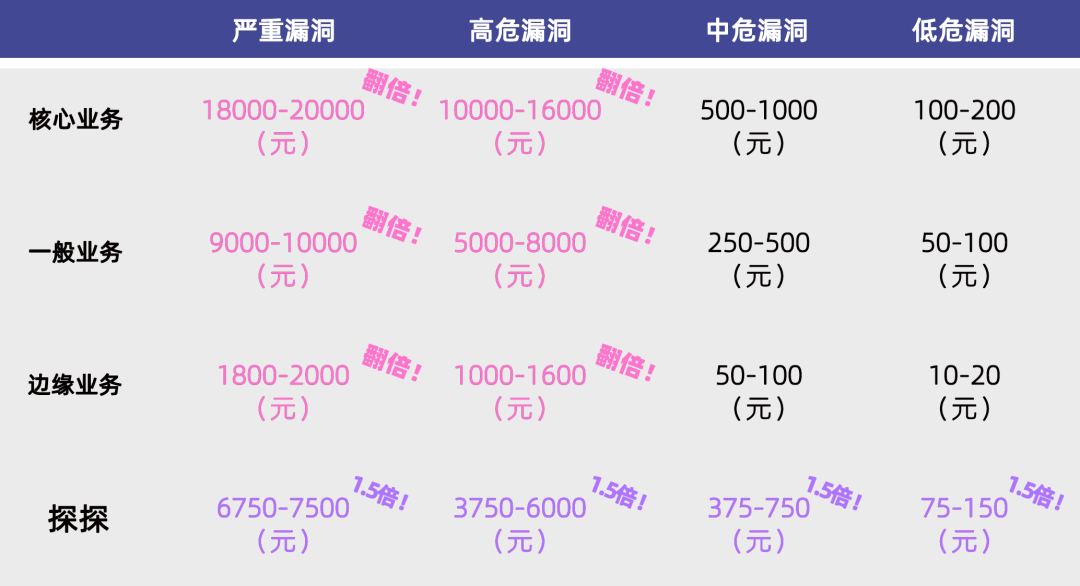 严重漏洞 高危漏洞 中危漏洞 低危漏洞
翻倍! 翻倍!
核心业务 18000-20000 10000-16000 500-1000 100-200
（元） （元） （元） （元）
翻倍! 翻倍!
一般业务 9000-10000 5000-8000 250-500 50-100
（元） （元） （元） （元）
翻倍! 翻倍!
边缘业务 1800-2000 1000-1600 50-100 10-20
（元） （元） （元） （元）
1.5倍! 1.5倍! 1.5倍! 1.5倍!
探探 6750-7500 3750-6000 375-750 75-150
（元） （元） （元） （元）